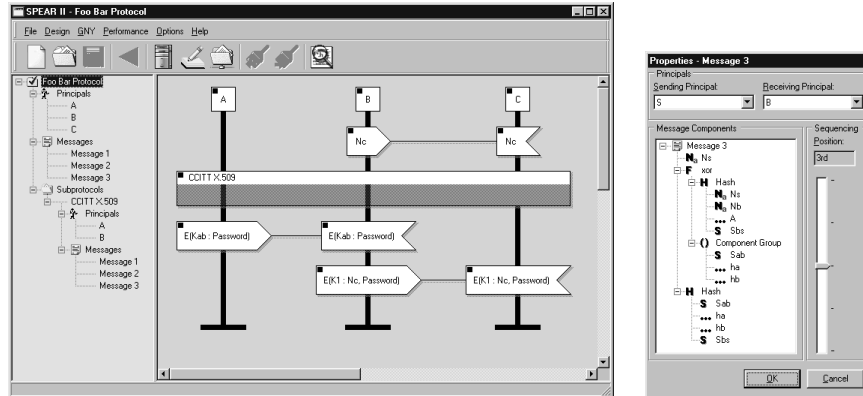 SPEAR II - Foo Bar Protocol
File Design GNY Performance Options Help
Foo Bar Protocol
Principals
A
B
C
Messages
Message 1
Message 2
Message 3
Subprotocols
CCITT X.509
Principals
A
B
Messages
Message 1
Message 2
Message 3
A B C
Nc Nc
CCITT X.509
E(Kab : Password) E(Kab : Password)
E(K1 : Nc, Password) E(K1 : Nc, Password)
Properties - Message 3
Principals
Sending Principal: Receiving Principal:
S B
Message Components
Message 3
Na Ns
F xor
H Hash
Na Ns
Na Nb
... A
S Sbs
() Component Group
S Sab
... ha
... hb
H Hash
S Sab
... ha
... hb
S Sbs
Sequencing
Position:
3rd
OK Cancel